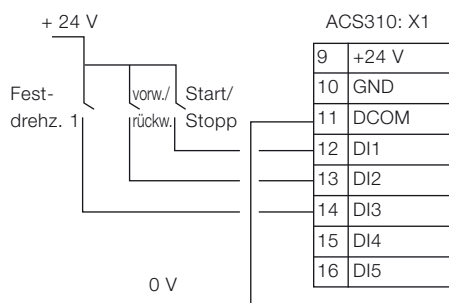 + 24 V
ACS310: X1
Fest-
drehz. 1
vorw./
rückw.
Start/
Stopp
9 +24 V
10 GND
11 DCOM
12 DI1
13 DI2
14 DI3
15 DI4
16 DI5
0 V